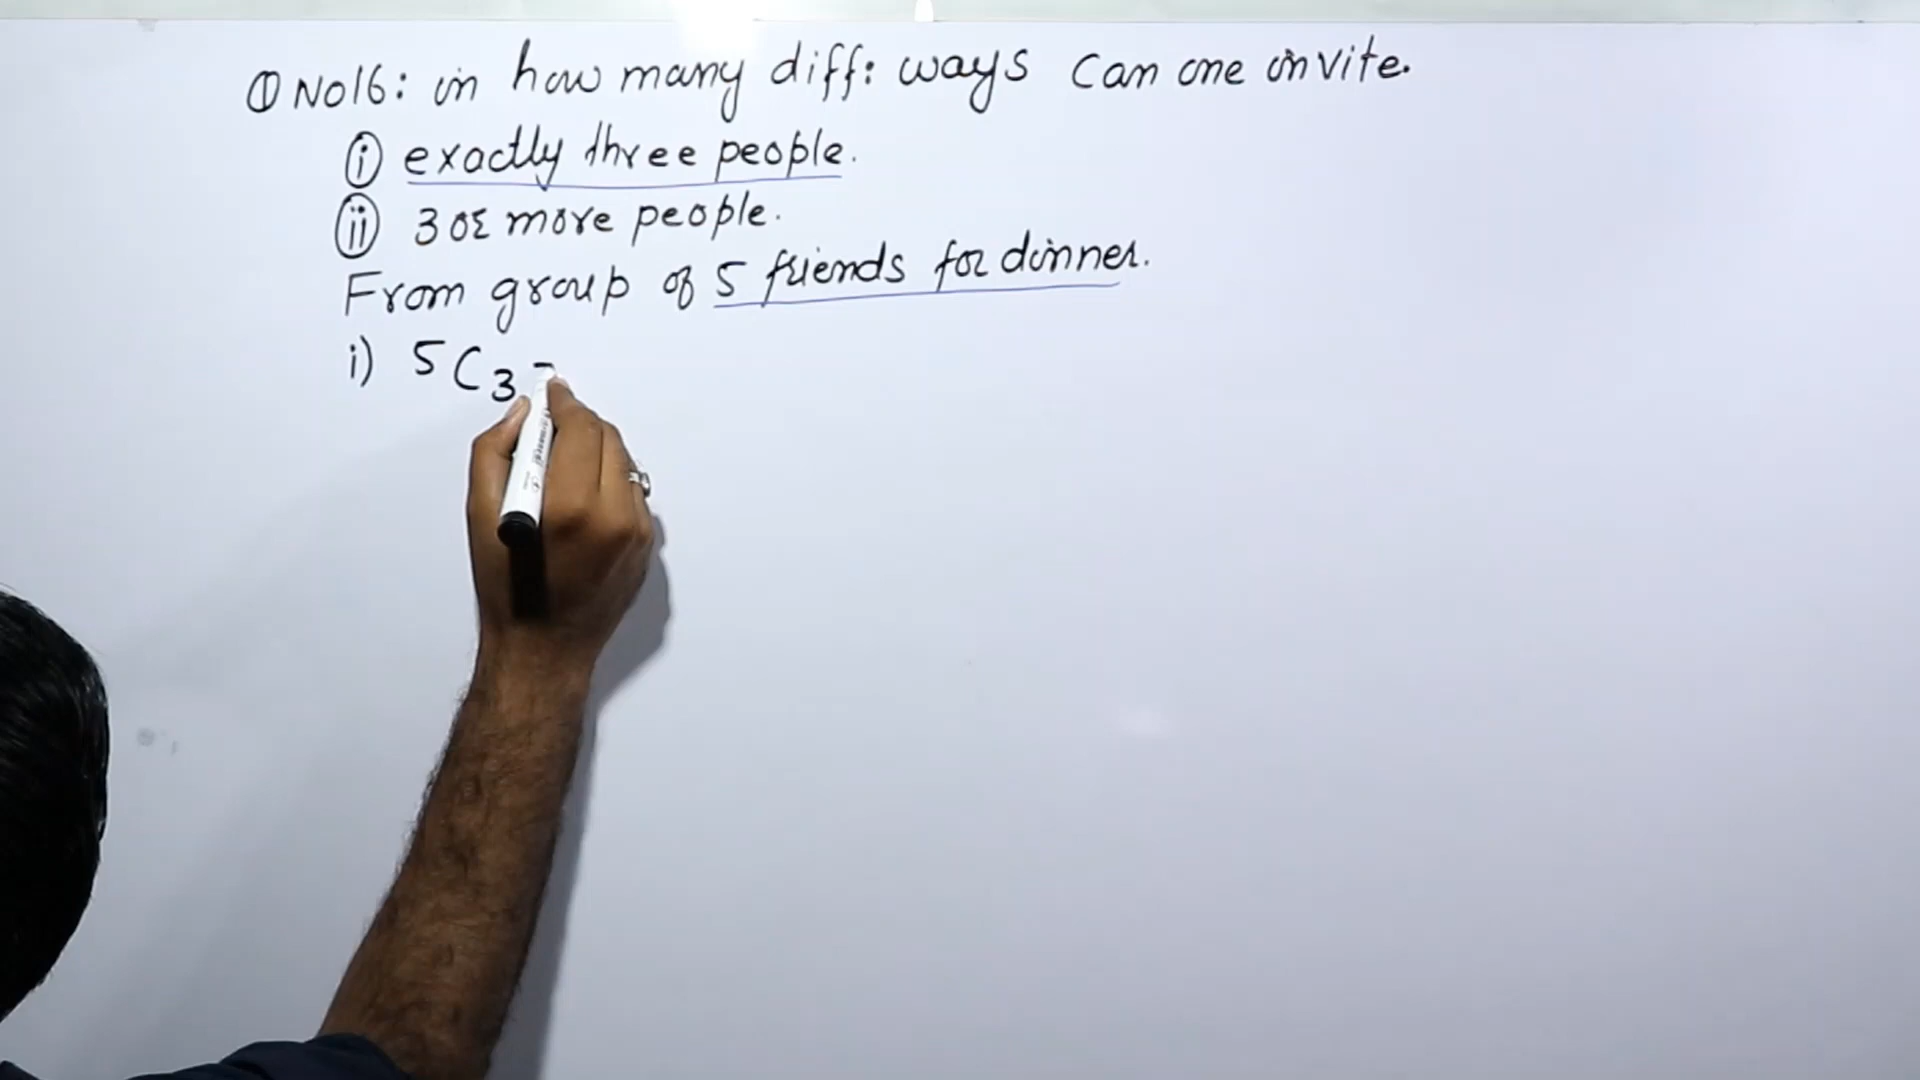 Q No16: in how many diff: ways can one invite.
(i) exactly three people.
(ii) 3 or more people.
From group of 5 friends for dinner.
i) 5C3 =